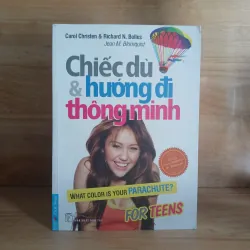 Carol Christen & Richard N. Bolles
Jean M. Blomquist
Chiếc dù
& hướng đi
thông minh
WHAT COLOR IS YOUR PARACHUTE?
FOR TEENS